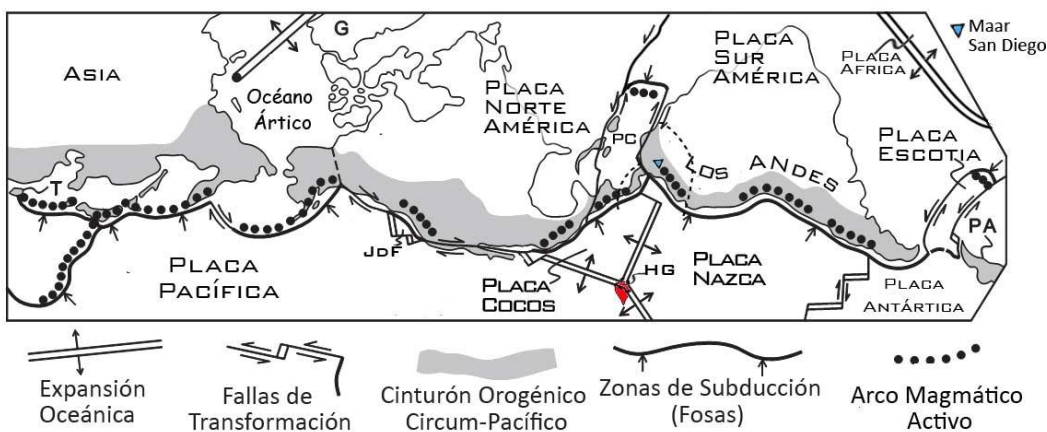 Maar
San Diego
G
PLACA
SUR
AMÉRICA
PLACA
AFRICA
ASIA
Océano
Ártico
PLACA
NORTE
AMÉRICA
PC
PLACA
ESCOTIA
T
LOS ANDES
PA
JDF
HG
PLACA
PACÍFICA
PLACA
COCOS
PLACA
NAZCA
PLACA
ANTÁRTICA
Expansión
Oceánica
Fallas de
Transformación
Cinturón Orogénico
Circum-Pacífico
Zonas de Subducción
(Fosas)
Arco Magmático
Activo